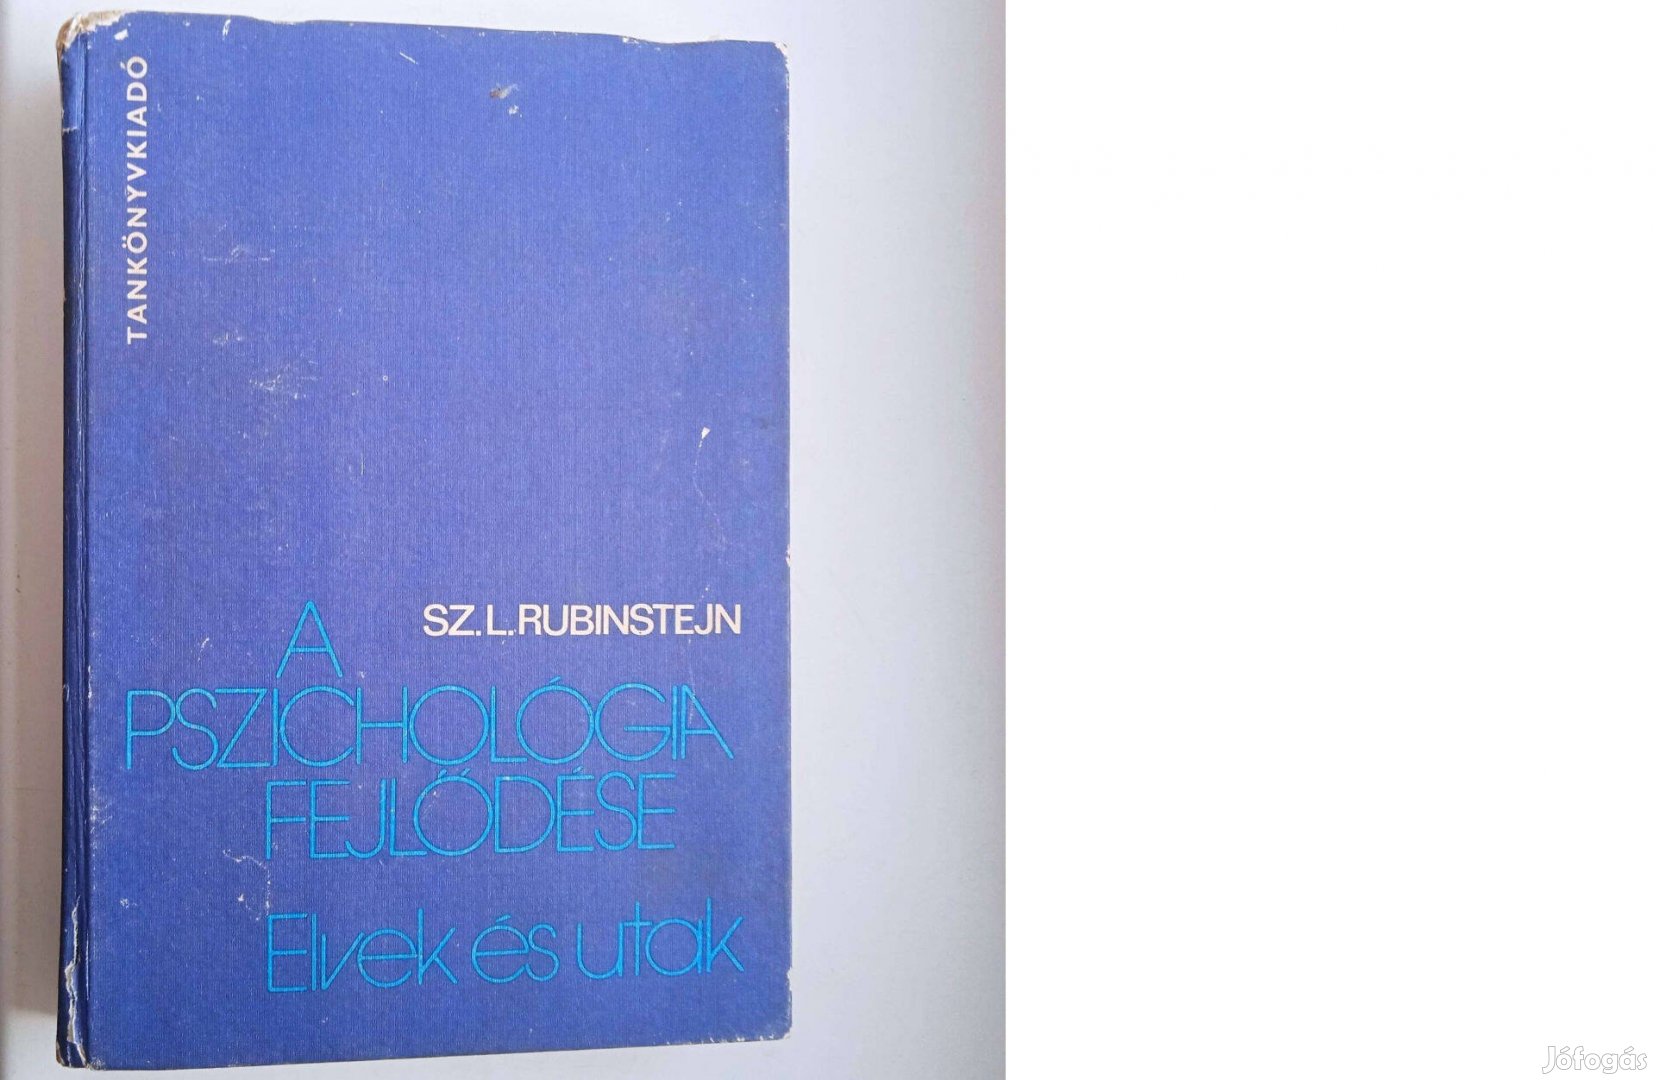 TANKÖNYVKIADÓ
SZ. L. RUBINSTEJN
A
PSZICHOLÓGIA
FEJLŐDÉSE
Elvek és utak
Jófogás